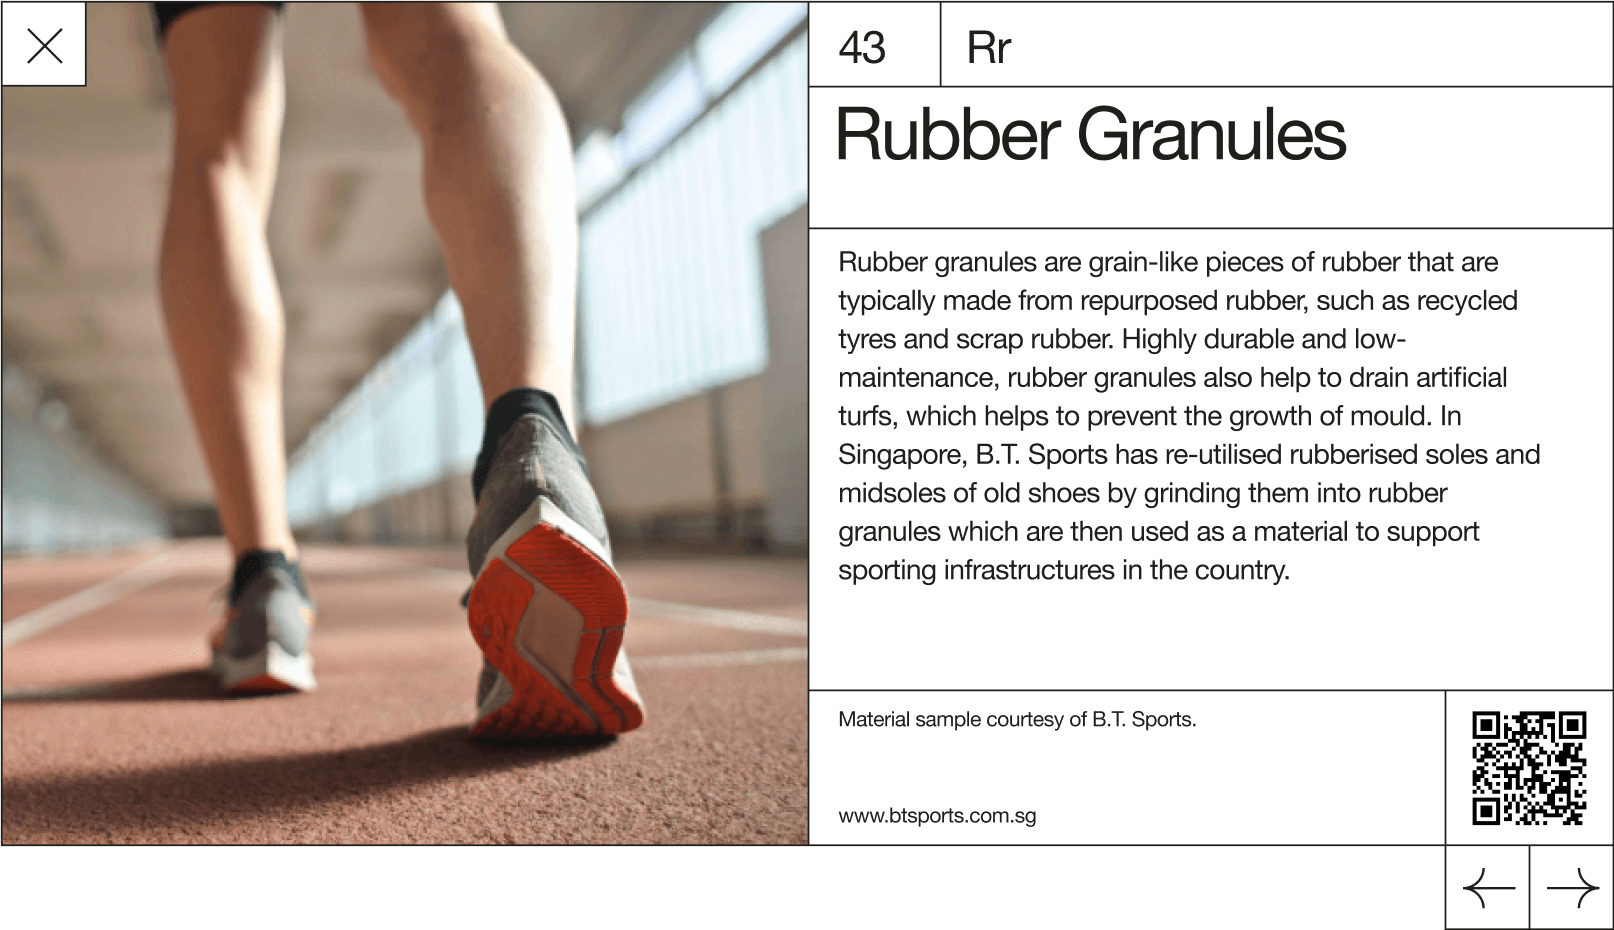 43
Rr
Rubber Granules
Rubber granules are grain-like pieces of rubber that are
typically made from repurposed rubber, such as recycled
tyres and scrap rubber. Highly durable and low-
maintenance, rubber granules also help to drain artificial
turfs, which helps to prevent the growth of mould. In
Singapore, B.T. Sports has re-utilised rubberised soles and
midsoles of old shoes by grinding them into rubber
granules which are then used as a material to support
sporting infrastructures in the country.
Material sample courtesy of B.T. Sports.
www.btsports.com.sg